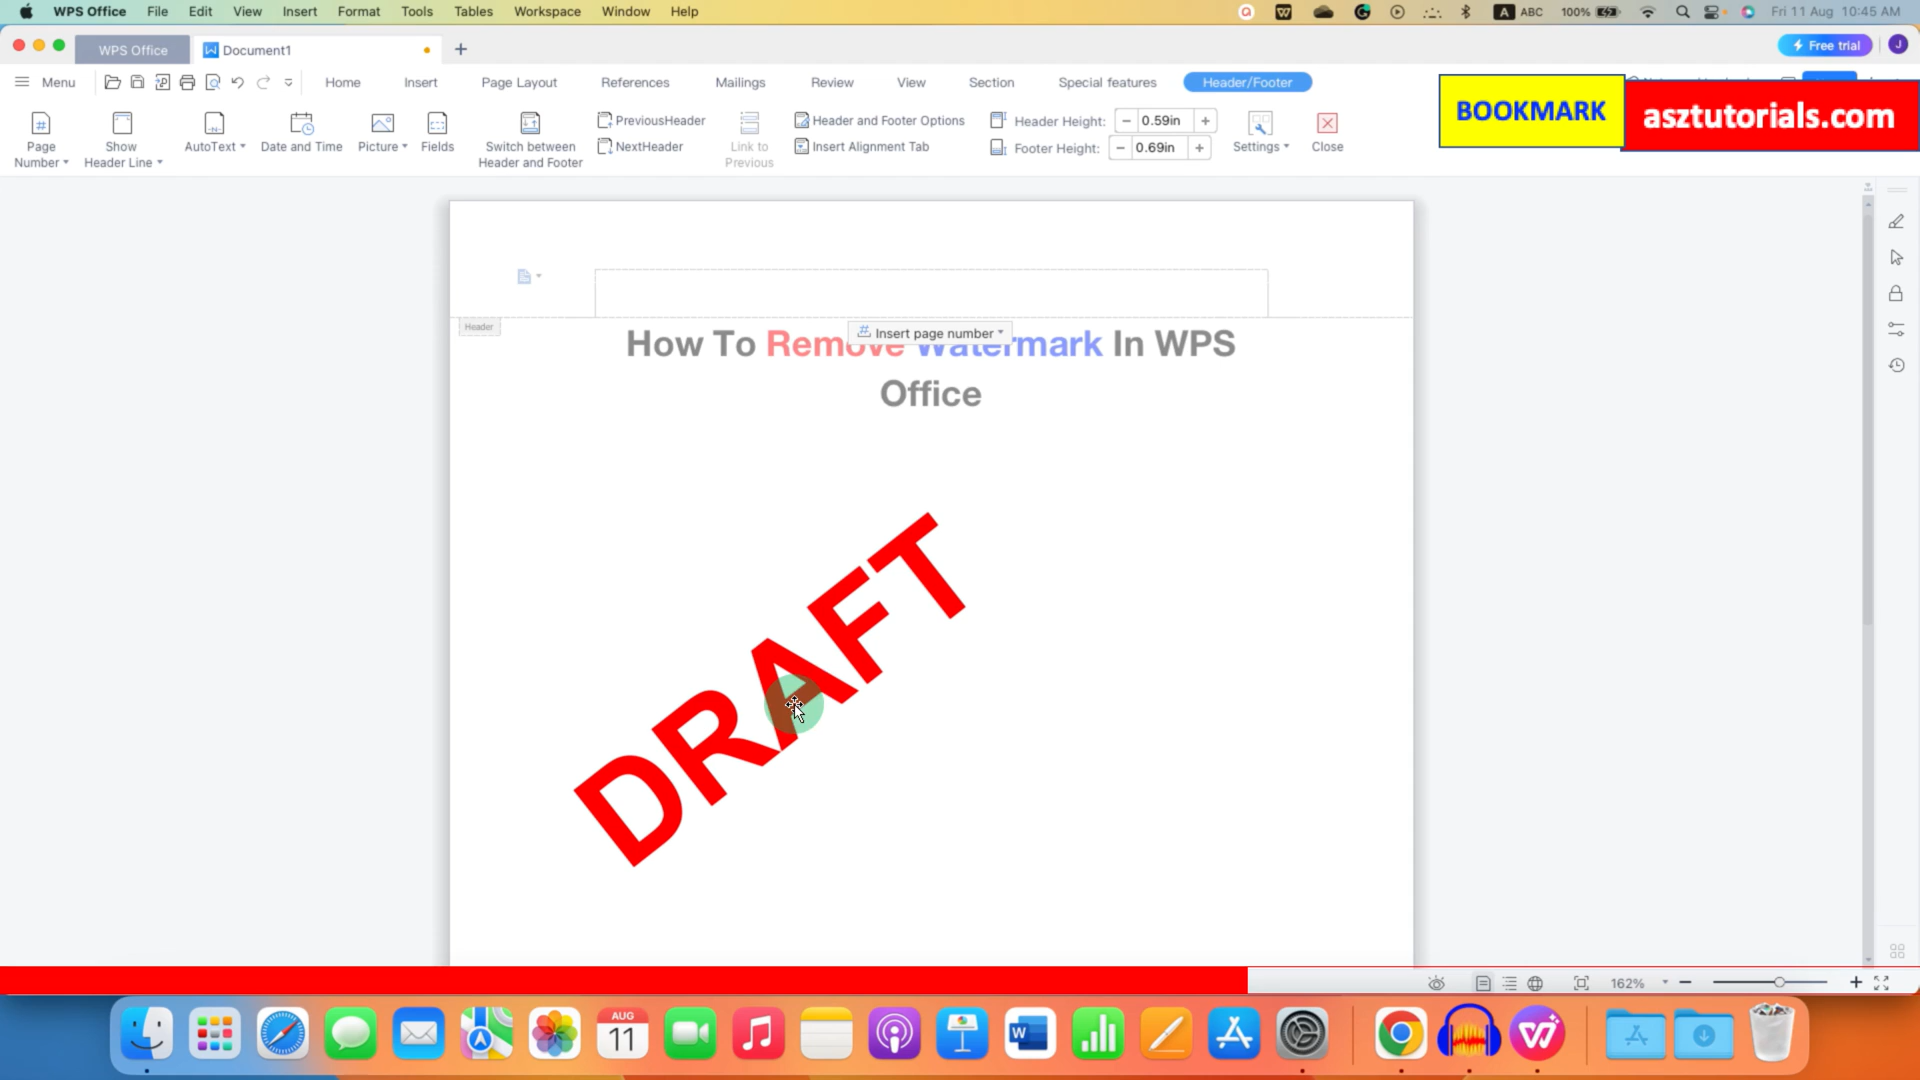 WPS Office File Edit View Insert Format Tools Tables Workspace Window Help
A ABC 100% Fri 11 Aug 10:45 AM
WPS Office Document1 + Free trial J
Menu Home Insert Page Layout References Mailings Review View Section Special features Header/Footer
BOOKMARK asztutorials.com
Page Number
Show Header Line
AutoText
Date and Time
Picture
Fields
Switch between Header and Footer
PreviousHeader
NextHeader
Link to Previous
Header and Footer Options
Insert Alignment Tab
Header Height: − 0.59in +
Footer Height: − 0.69in +
Settings
Close
Header
Insert page number
How To Remove Watermark In WPS
Office
DRAFT
162%
AUG
11